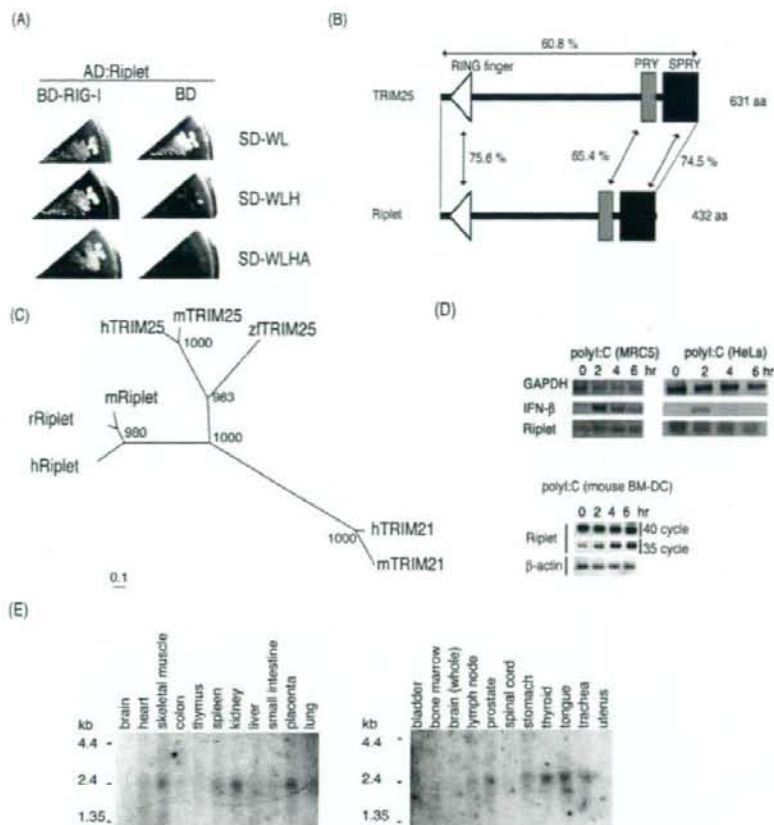 (A)
AD:Riplet
BD-RIG-I BD
SD-WL
SD-WLH
SD-WLHA
(B)
60.8 %
RING finger PRY SPRY
TRIM25 631 aa
75.6 % 65.4 % 74.5 %
Riplet 432 aa
(C)
hTRIM25 mTRIM25 zfTRIM25
1000
983
mRiplet
rRiplet
980 1000
hRiplet
hTRIM21
1000
mTRIM21
0.1
(D)
polyI:C (MRC5) polyI:C (HeLa)
0 2 4 6 hr 0 2 4 6 hr
GAPDH
IFN-β
Riplet
polyI:C (mouse BM-DC)
0 2 4 6 hr
Riplet 40 cycle
35 cycle
β-actin
(E)
brain heart skeletal muscle colon thymus spleen kidney liver small intestine placenta lung
kb
4.4
2.4
1.35
bladder bone marrow brain (whole) lymph node prostate spinal cord stomach thyroid tongue trachea uterus
kb
4.4
2.4
1.35